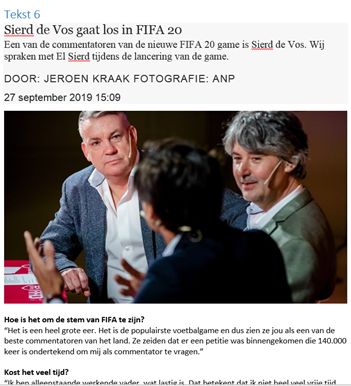 Tekst 6
Sierd de Vos gaat los in FIFA 20
Een van de commentatoren van de nieuwe FIFA 20 game is Sierd de Vos. Wij
spraken met El Sierd tijdens de lancering van de game.
DOOR: JEROEN KRAAK FOTOGRAFIE: ANP
27 september 2019 15:09
Hoe is het om de stem van FIFA te zijn?
"Het is een heel grote eer. Het is de populairste voetbalgame en dus zien ze jou als een van de
beste commentatoren van het land. Ze zeiden dat er een petitie was binnengekomen die 140.000
keer is ondertekend om mij als commentator te vragen."
Kost het veel tijd?
"Ik ben alleenstaande werkende vader, wat lastig is. Dat betekent dat ik niet heel veel vrije tijd